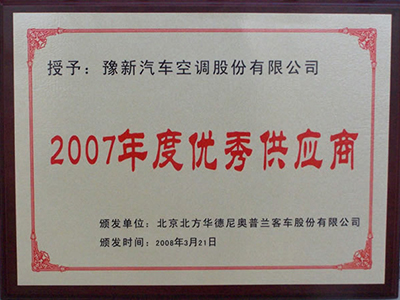 授予：豫新汽车空调股份有限公司
2007年度优秀供应商
颁发单位：北京北方华德尼奥普兰客车股份有限公司
颁发时间：2008年3月21日